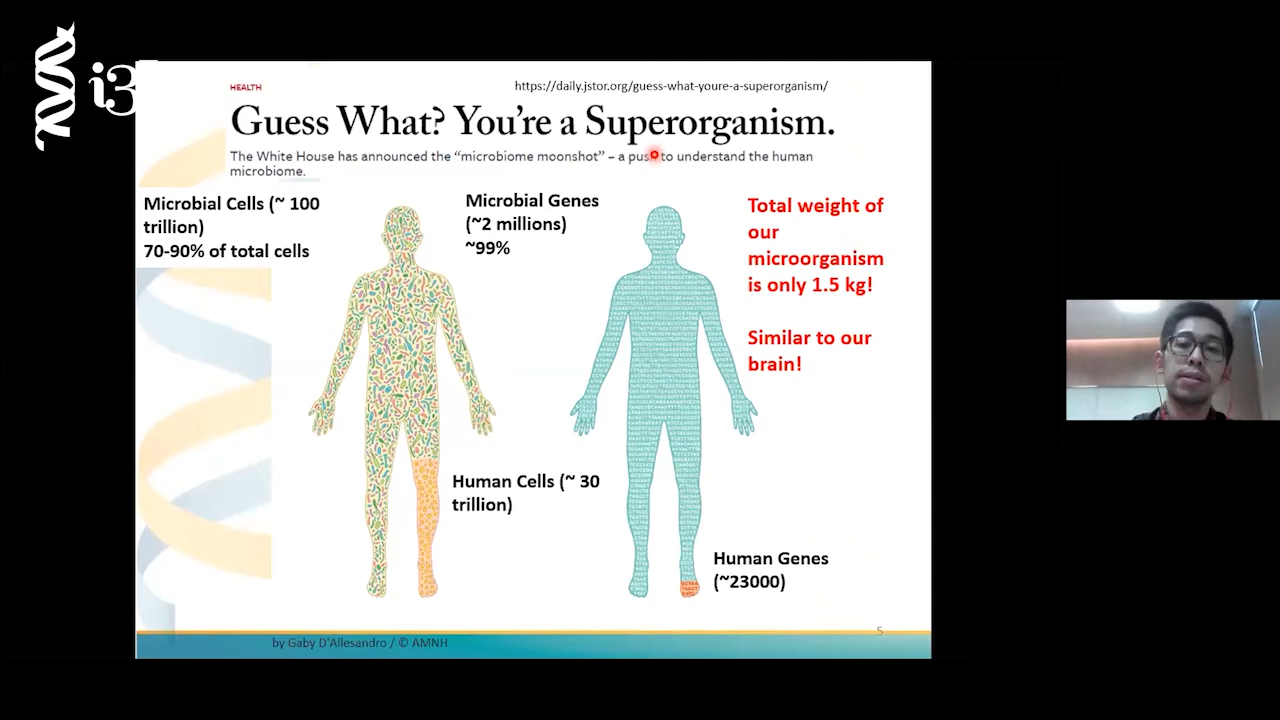 i3
HEALTH
https://daily.jstor.org/guess-what-youre-a-superorganism/
Guess What? You're a Superorganism.
The White House has announced the “microbiome moonshot” – a to understand the human
microbiome.
Microbial Cells (~ 100
trillion)
70-90% of total cells
Microbial Genes
(~2 millions)
~99%
Total weight of
our
microorganism
is only 1.5 kg!
Similar to our
brain!
Human Cells (~ 30
trillion)
Human Genes
(~23000)
5
by Gaby D'Allesandro / © AMNH